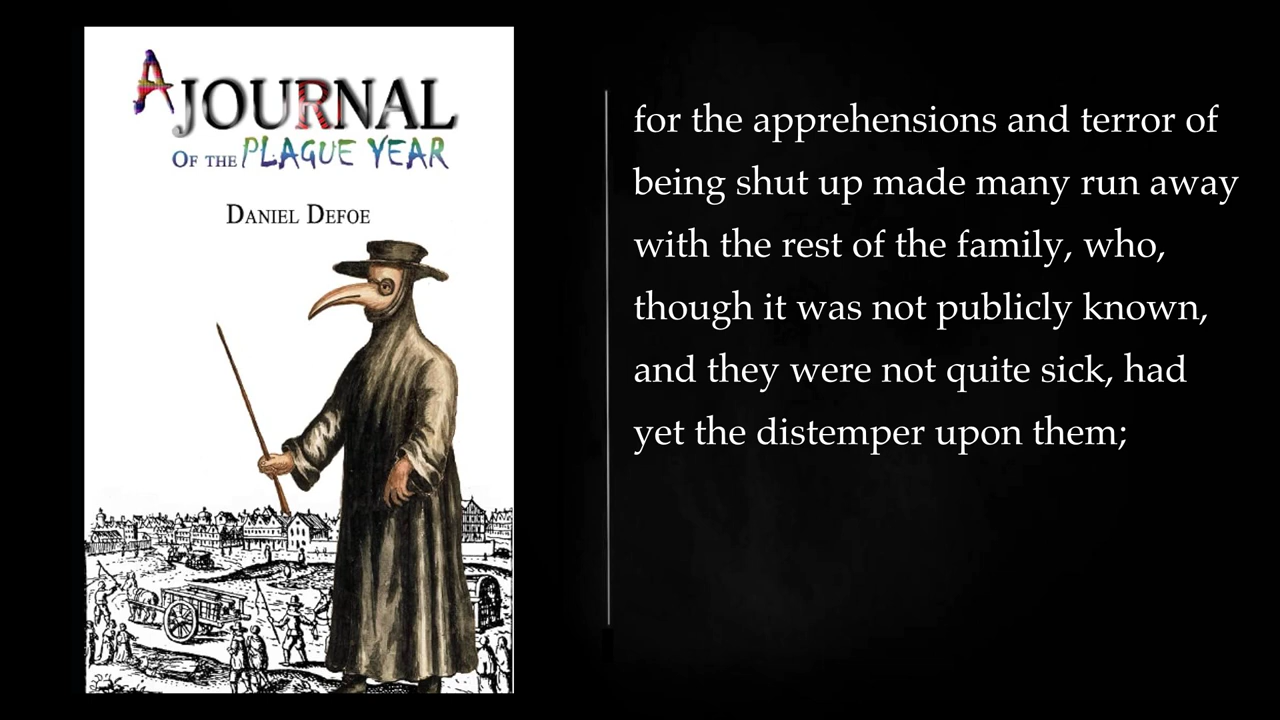 A JOURNAL
OF THE PLAGUE YEAR
DANIEL DEFOE
for the apprehensions and terror of
being shut up made many run away
with the rest of the family, who,
though it was not publicly known,
and they were not quite sick, had
yet the distemper upon them;